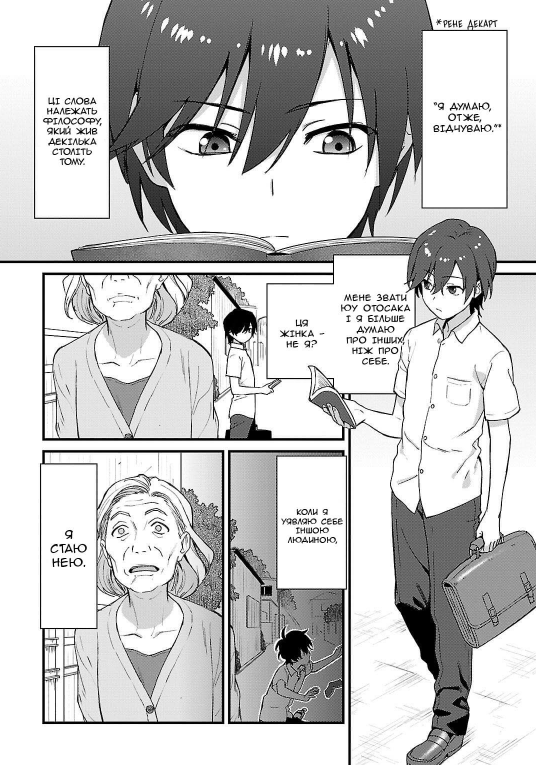 *РЕНЕ ДЕКАРТ
"Я ДУМАЮ,
ОТЖЕ,
ВІДЧУВАЮ."*
ЦІ СЛОВА
НАЛЕЖАТЬ
ФІЛОСОФУ,
ЯКИЙ ЖИВ
ДЕКІЛЬКА
СТОЛІТЬ
ТОМУ.
МЕНЕ ЗВАТИ
ЮУ ОТОСАКА
І Я БІЛЬШЕ
ДУМАЮ
ПРО ІНШИХ,
НІЖ ПРО
СЕБЕ.
ЦЯ
ЖІНКА –
НЕ Я?
КОЛИ Я
УЯВЛЯЮ СЕБЕ
ІНШОЮ
ЛЮДИНОЮ,
Я
СТАЮ
НЕЮ.